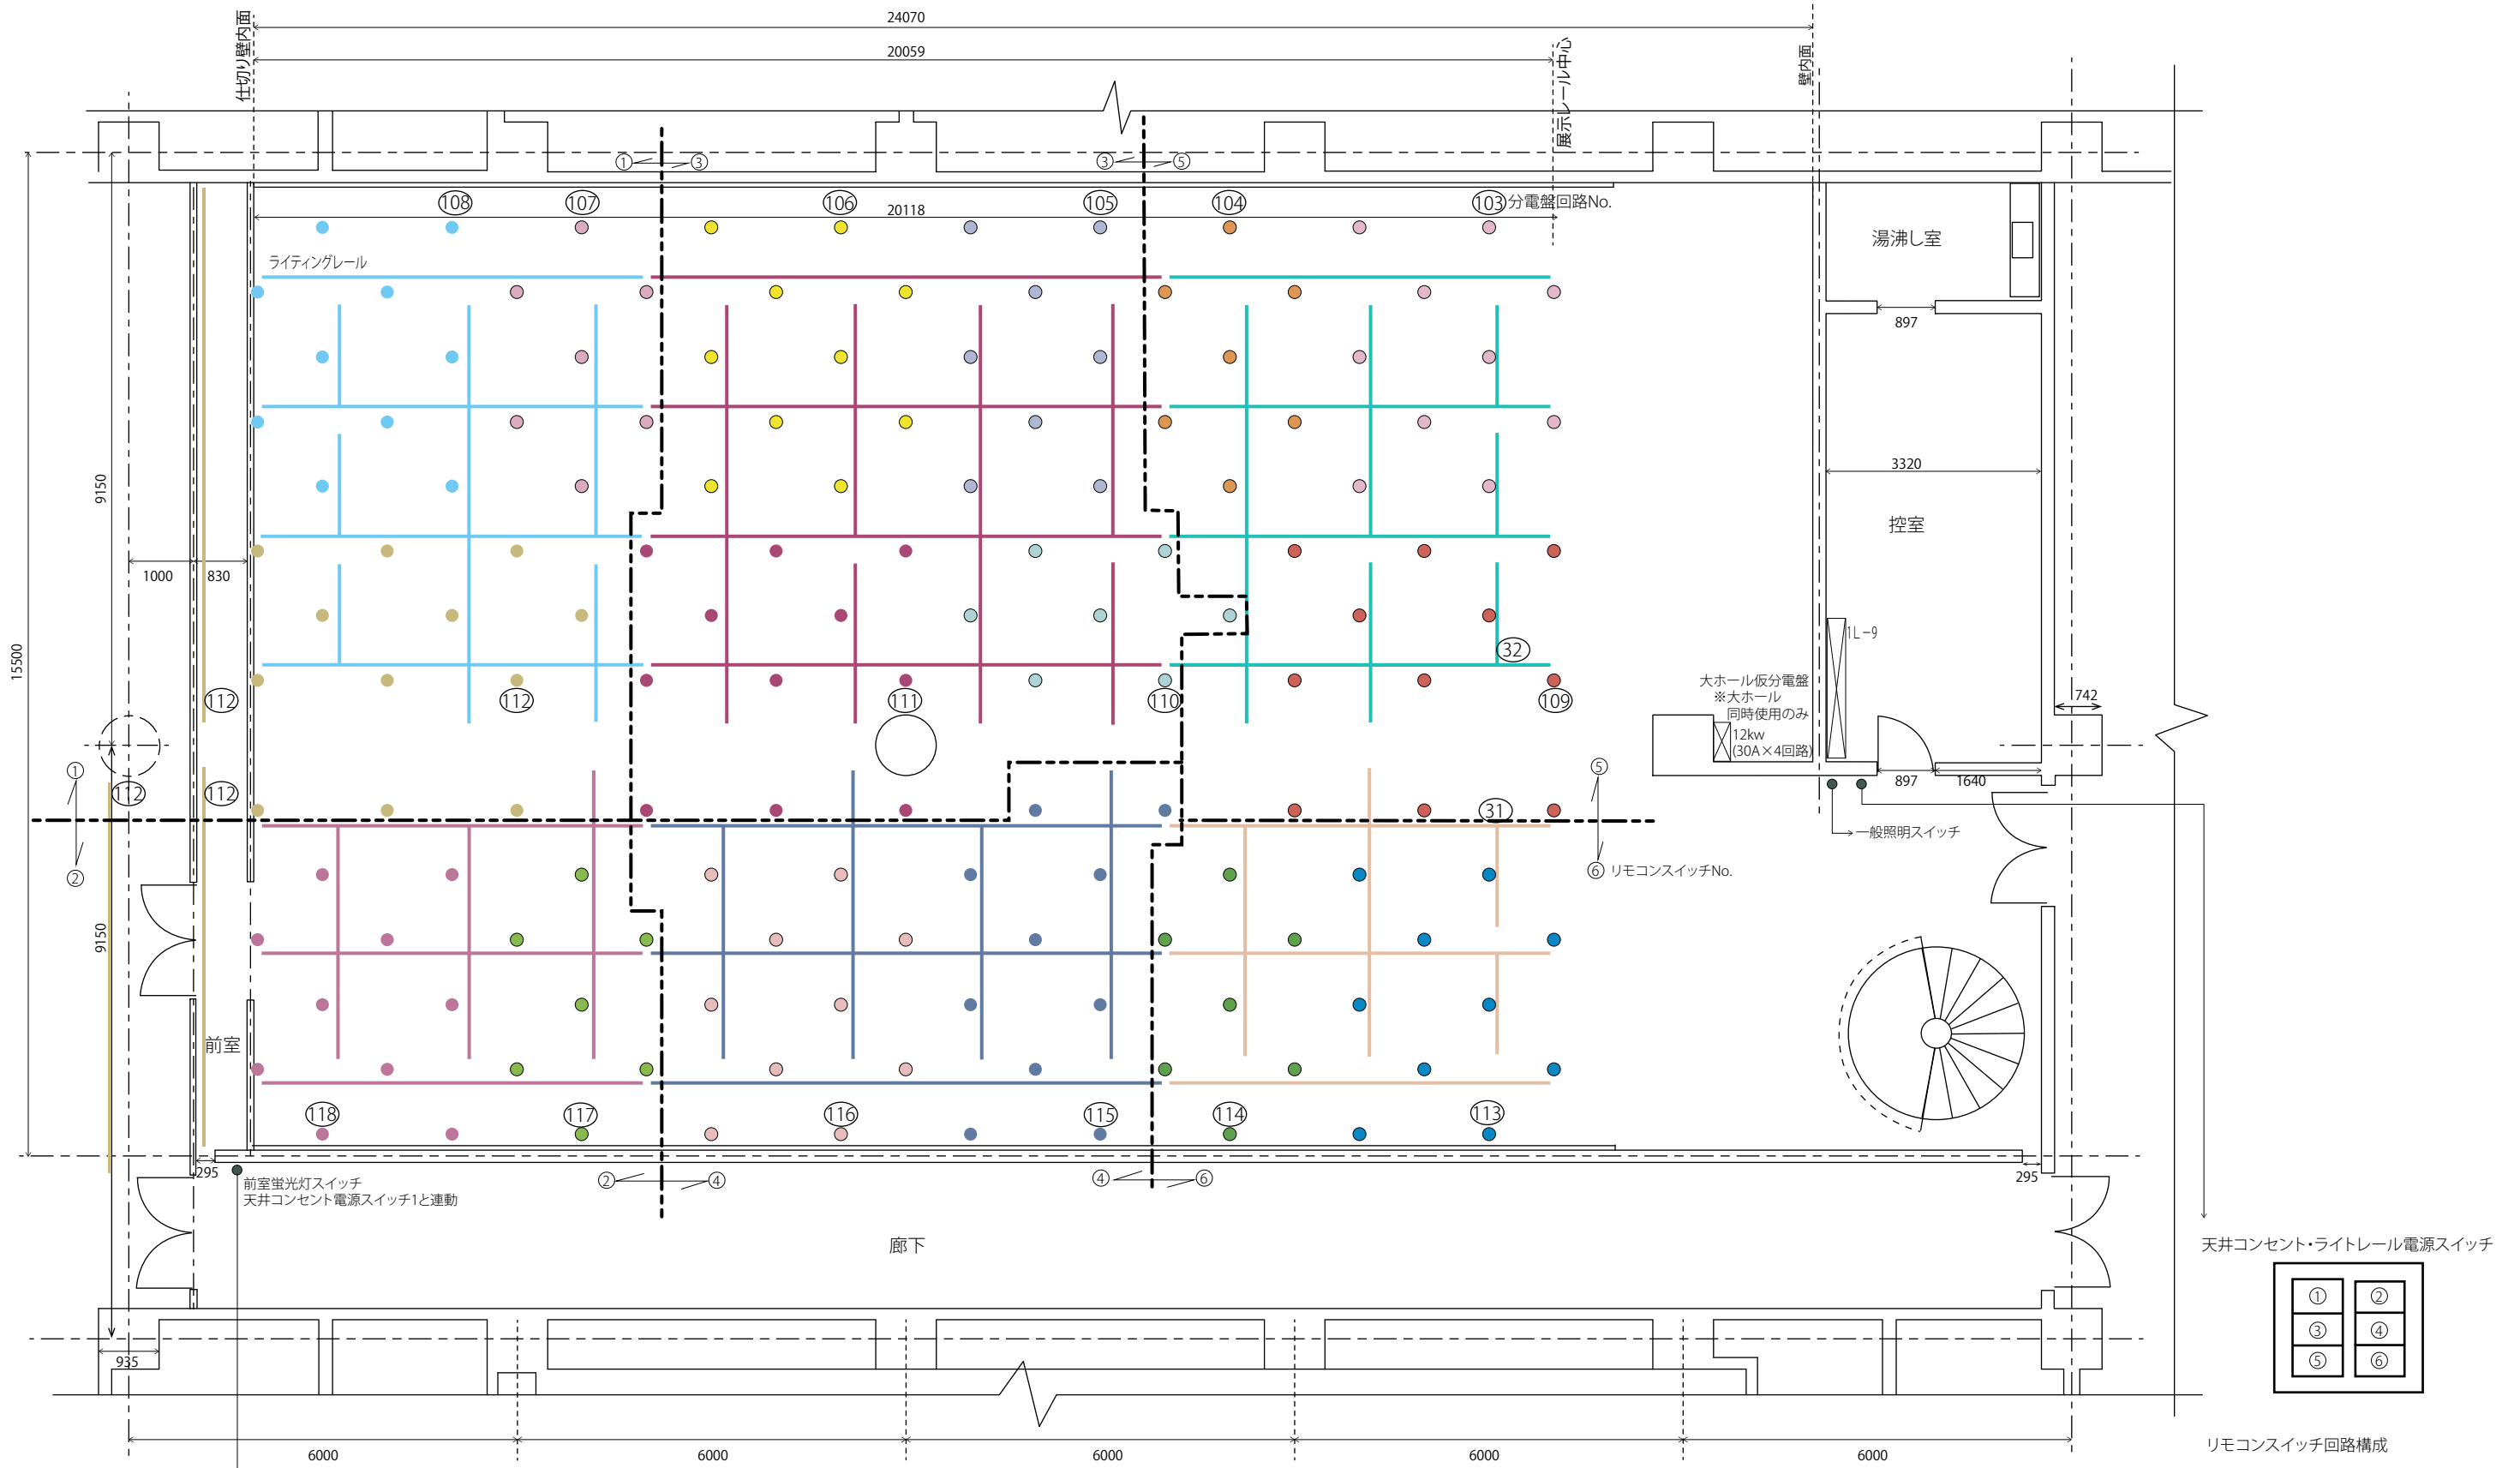 24070
20059
仕切り壁内面
展示レール中心
壁内面
① ③
③ ⑤
108
107
106
105
104
103
分電盤回路No.
20118
ライティングレール
湯沸し室
897
9150
15500
1000
830
3320
控室
32
1L-9
112
112
111
110
109
大ホール仮分電盤
※大ホール
同時使用のみ
12kw
(30A×4回路)
742
①
②
112
112
⑤
⑥
リモコンスイッチNo.
31
897
1640
一般照明スイッチ
9150
前室
118
117
116
115
114
113
295
前室蛍光灯スイッチ
天井コンセント電源スイッチ1と連動
② ④
④ ⑥
295
廊下
天井コンセント・ライトレール電源スイッチ
① ②
③ ④
⑤ ⑥
935
6000
6000
6000
6000
6000
リモコンスイッチ回路構成